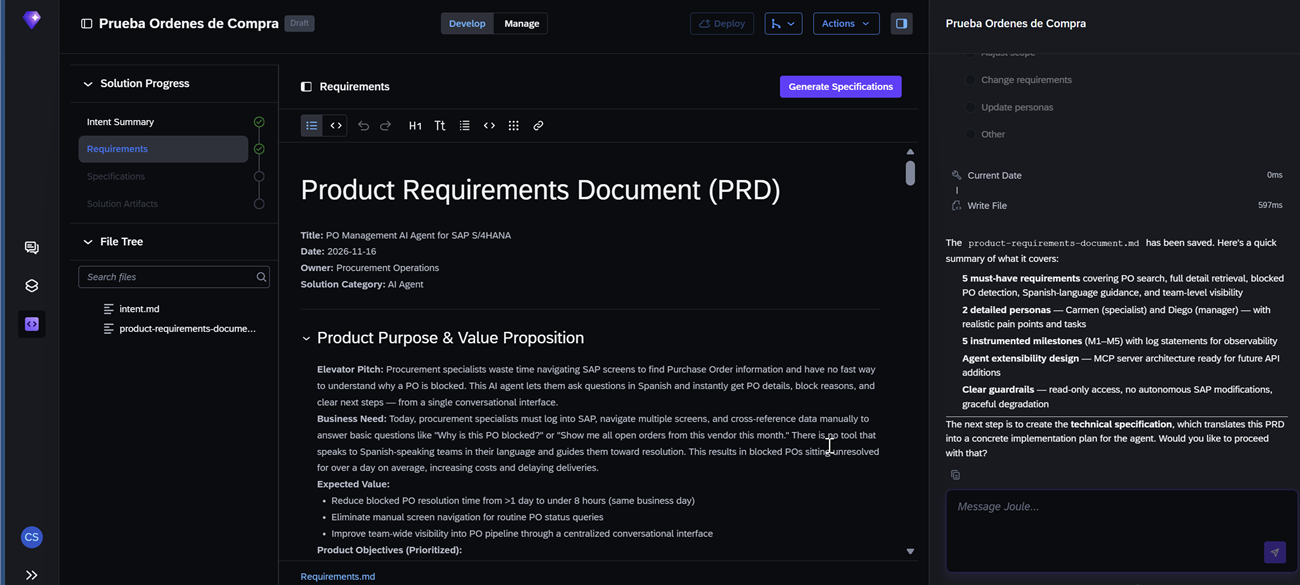 Prueba Ordenes de Compra
Draft
Develop
Manage
Deploy
Actions
Solution Progress
Intent Summary
Requirements
Specifications
Solution Artifacts
File Tree
Search files
intent.md
product-requirements-docume...
CS
Requirements
Generate Specifications
H1
Tt
Product Requirements Document (PRD)
Title: PO Management AI Agent for SAP S/4HANA
Date: 2026-11-16
Owner: Procurement Operations
Solution Category: AI Agent
Product Purpose & Value Proposition
Elevator Pitch: Procurement specialists waste time navigating SAP screens to find Purchase Order information and have no fast way
to understand why a PO is blocked. This AI agent lets them ask questions in Spanish and instantly get PO details, block reasons, and
clear next steps — from a single conversational interface.
Business Need: Today, procurement specialists must log into SAP, navigate multiple screens, and cross-reference data manually to
answer basic questions like "Why is this PO blocked?" or "Show me all open orders from this vendor this month." There is no tool that
speaks to Spanish-speaking teams in their language and guides them toward resolution. This results in blocked POs sitting unresolved
for over a day on average, increasing costs and delaying deliveries.
Expected Value:
• Reduce blocked PO resolution time from >1 day to under 8 hours (same business day)
• Eliminate manual screen navigation for routine PO status queries
• Improve team-wide visibility into PO pipeline through a centralized conversational interface
Product Objectives (Prioritized):
Requirements.md
Prueba Ordenes de Compra
Adjust scope
Change requirements
Update personas
Other
Current Date 0ms
Write File 597ms
The product-requirements-document.md has been saved. Here's a quick
summary of what it covers:
5 must-have requirements covering PO search, full detail retrieval, blocked
PO detection, Spanish-language guidance, and team-level visibility
2 detailed personas — Carmen (specialist) and Diego (manager) — with
realistic pain points and tasks
5 instrumented milestones (M1–M5) with log statements for observability
Agent extensibility design — MCP server architecture ready for future API
additions
Clear guardrails — read-only access, no autonomous SAP modifications,
graceful degradation
The next step is to create the technical specification, which translates this PRD
into a concrete implementation plan for the agent. Would you like to proceed
with that?
Message Joule...